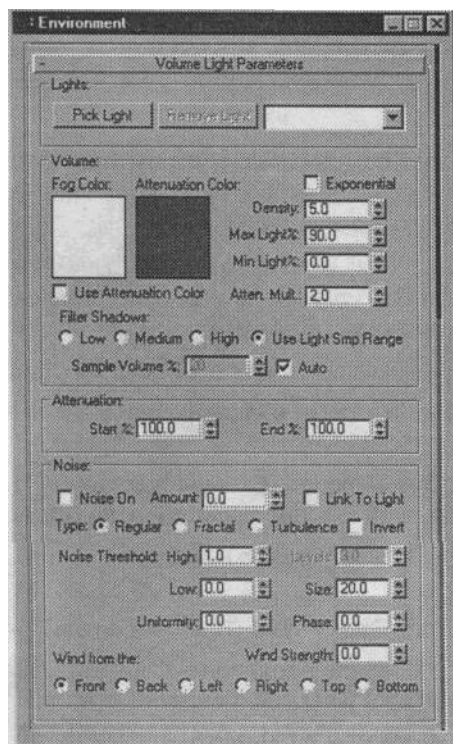 Environment
- Volume Light Parameters
Lights:
Pick Light Remove Light
Volume:
Fog Color: Attenuation Color: Exponential
Density: 5.0
Max Light%: 90.0
Min Light%: 0.0
Use Attenuation Color Atten. Mult.: 2.0
Filter Shadows:
Low Medium High Use Light Smp Range
Sample Volume %: 20 Auto
Attenuation:
Start %: 100.0 End %: 100.0
Noise:
Noise On Amount: 0.0 Link To Light
Type: Regular Fractal Turbulence Invert
Noise Threshold: High: 1.0 Levels: 3.0
Low: 0.0 Size: 20.0
Uniformity: 0.0 Phase: 0.0
Wind from the: Wind Strength: 0.0
Front Back Left Right Top Bottom